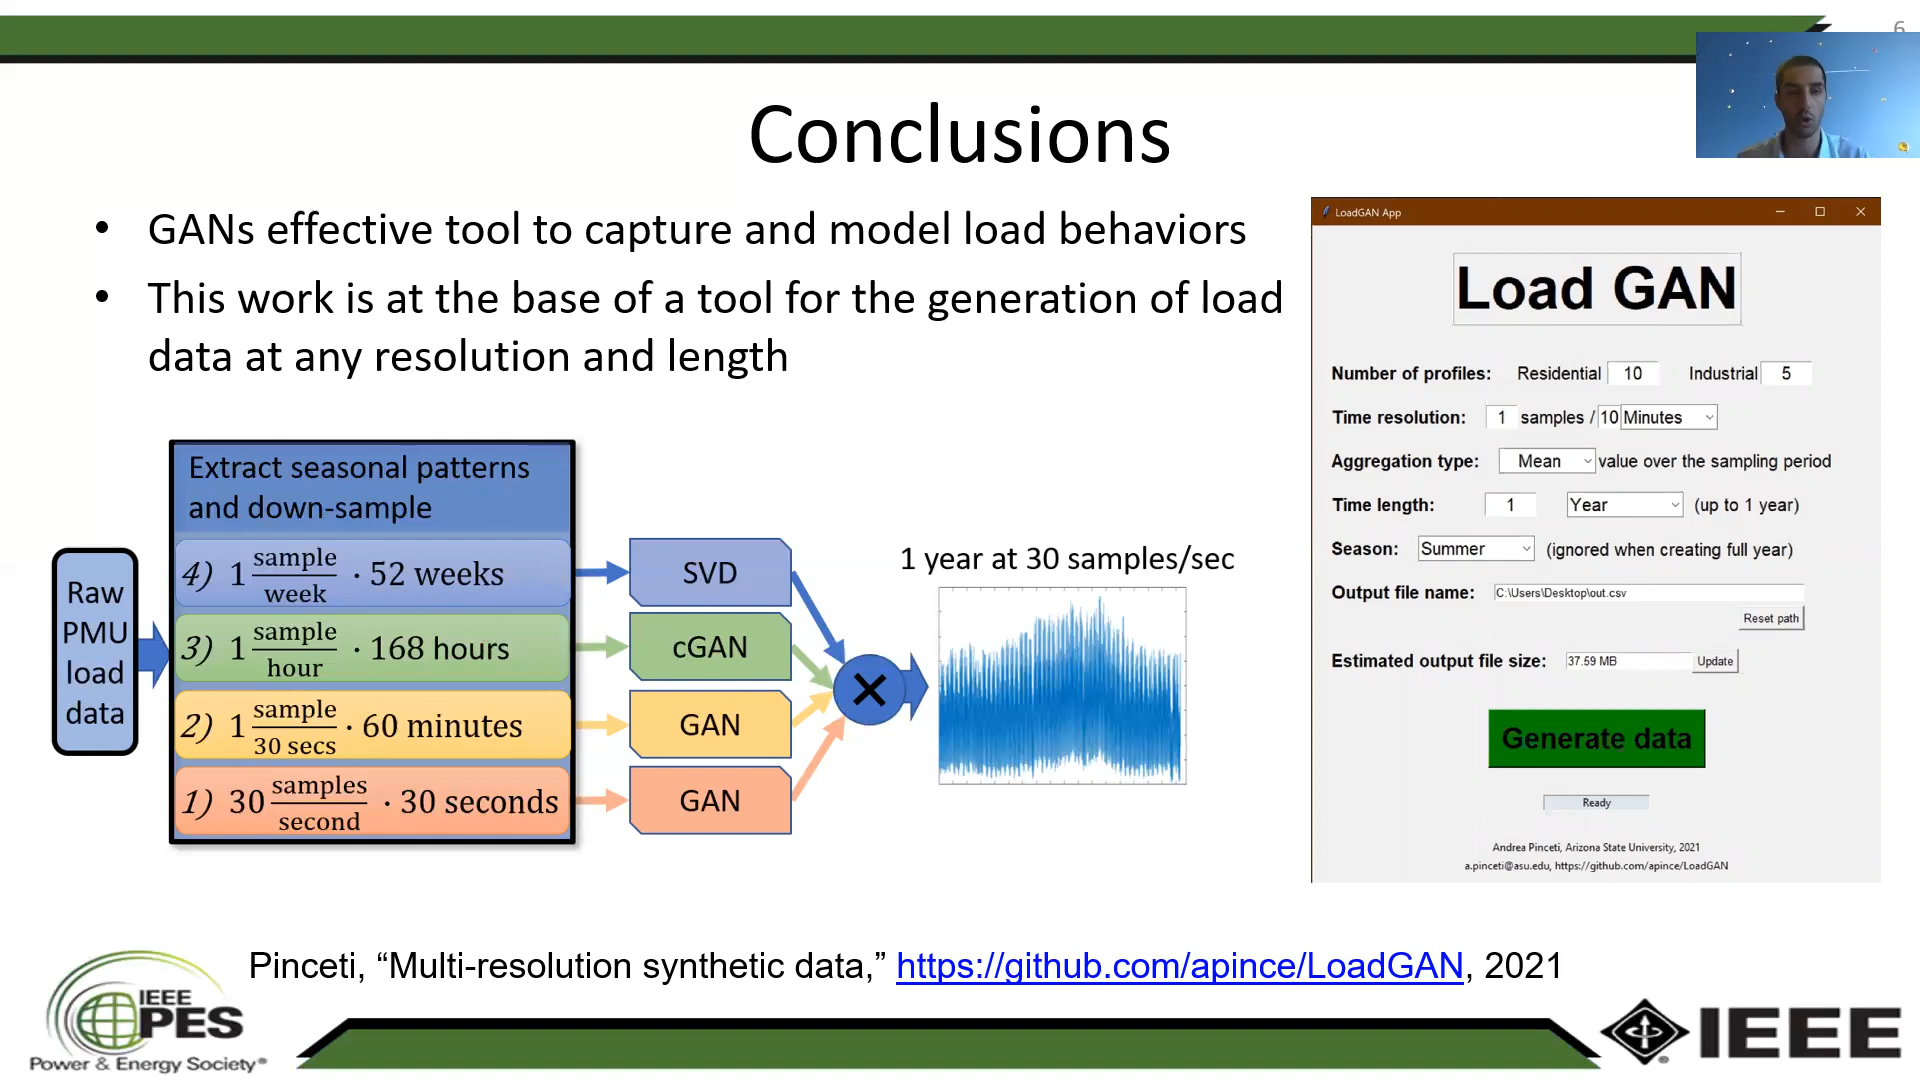 6
Conclusions
• GANs effective tool to capture and model load behaviors
• This work is at the base of a tool for the generation of load
data at any resolution and length
Raw
PMU
load
data
Extract seasonal patterns
and down-sample
4) 1 sample/week · 52 weeks
3) 1 sample/hour · 168 hours
2) 1 sample/30 secs · 60 minutes
1) 30 samples/second · 30 seconds
SVD
cGAN
GAN
GAN
×
1 year at 30 samples/sec
LoadGAN App
Load GAN
Number of profiles: Residential 10 Industrial 5
Time resolution: 1 samples / 10 Minutes
Aggregation type: Mean value over the sampling period
Time length: 1 Year (up to 1 year)
Season: Summer (ignored when creating full year)
Output file name: C:\Users\Desktop\out.csv
Reset path
Estimated output file size: 37.59 MB Update
Generate data
Ready
Andrea Pinceti, Arizona State University, 2021
a.pinceti@asu.edu, https://github.com/apince/LoadGAN
Pinceti, “Multi-resolution synthetic data,” https://github.com/apince/LoadGAN, 2021
IEEE
PES
Power & Energy Society®
IEEE